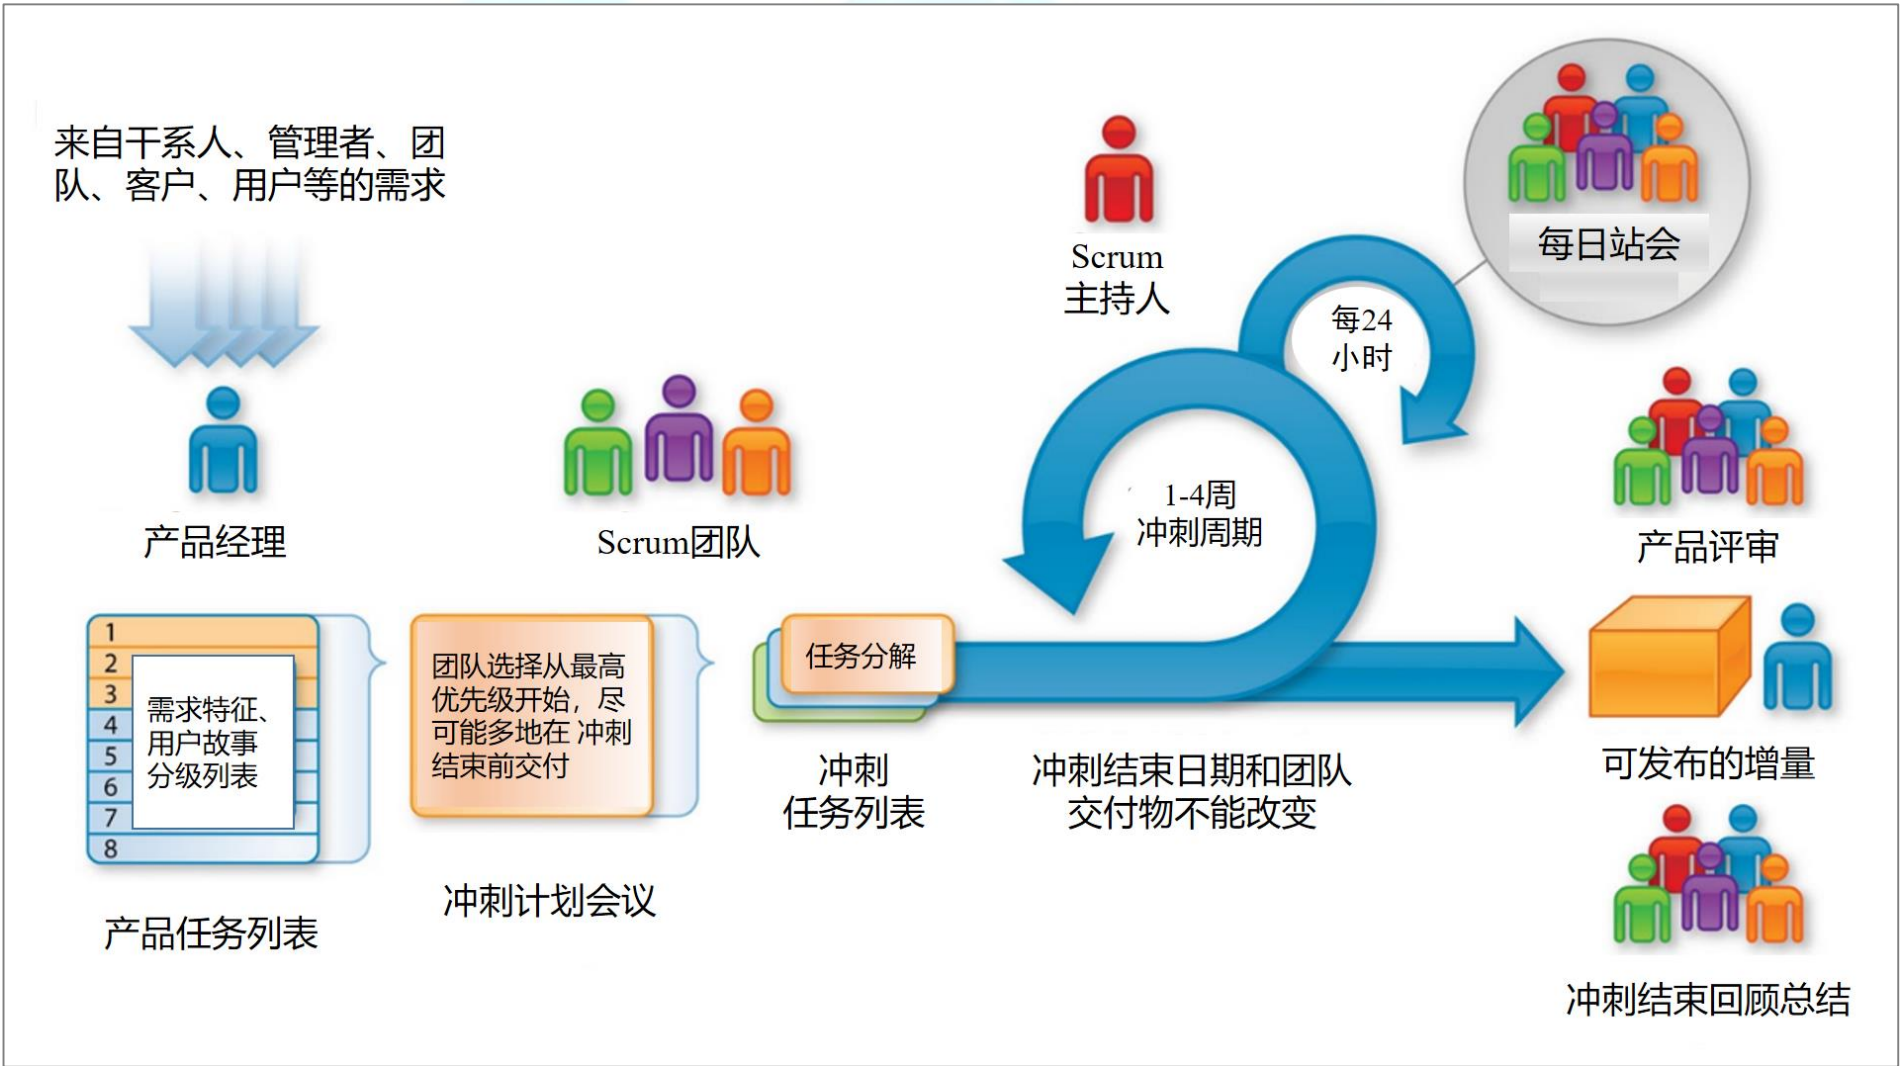 来自干系人、管理者、团
队、客户、用户等的需求
产品经理
Scrum团队
Scrum
主持人
每24
小时
每日站会
1-4周
冲刺周期
产品评审
1
2
3
4
5
6
7
8
需求特征、
用户故事
分级列表
产品任务列表
团队选择从最高
优先级开始，尽
可能多地在 冲刺
结束前交付
冲刺计划会议
任务分解
冲刺
任务列表
冲刺结束日期和团队
交付物不能改变
可发布的增量
冲刺结束回顾总结